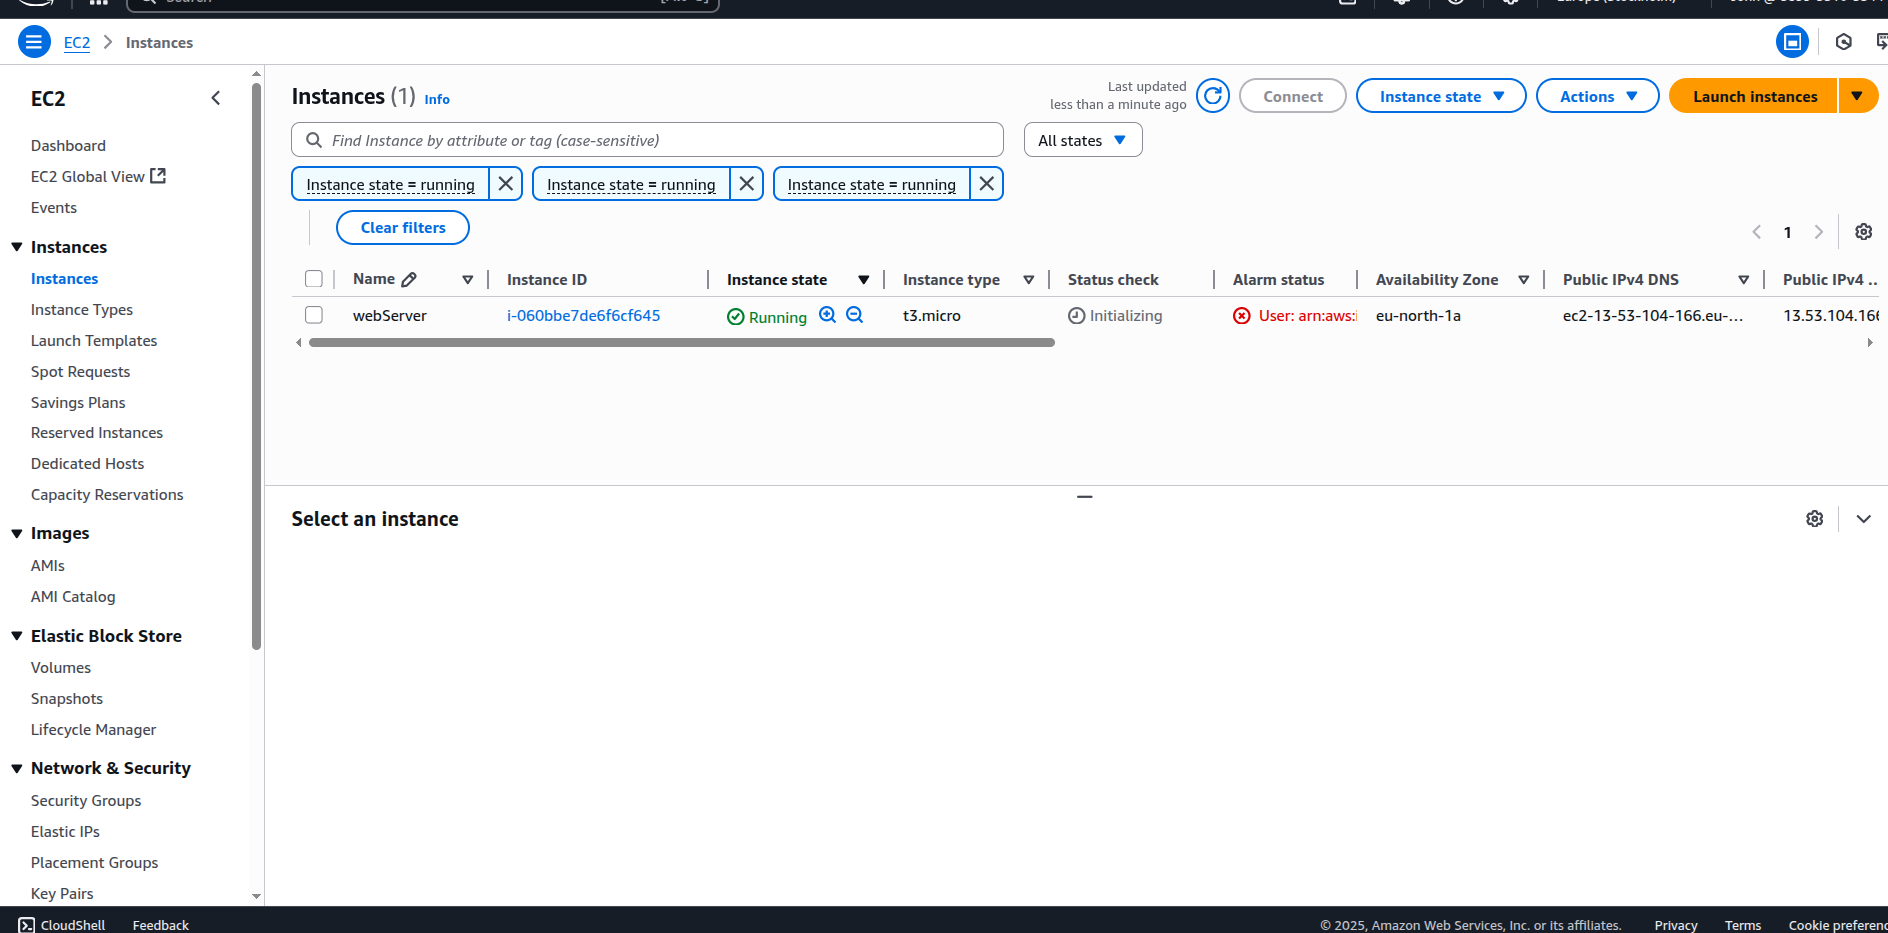 EC2 > Instances
EC2
Dashboard
EC2 Global View
Events
Instances
Instances
Instance Types
Launch Templates
Spot Requests
Savings Plans
Reserved Instances
Dedicated Hosts
Capacity Reservations
Images
AMIs
AMI Catalog
Elastic Block Store
Volumes
Snapshots
Lifecycle Manager
Network & Security
Security Groups
Elastic IPs
Placement Groups
Key Pairs
Instances (1) Info
Last updated
less than a minute ago
Connect Instance state Actions Launch instances
Find Instance by attribute or tag (case-sensitive) All states
Instance state = running Instance state = running Instance state = running
Clear filters
1
Name Instance ID Instance state Instance type Status check Alarm status Availability Zone Public IPv4 DNS Public IPv4 ..
webServer i-060bbe7de6f6cf645 Running t3.micro Initializing User: arn:aws:i eu-north-1a ec2-13-53-104-166.eu-... 13.53.104.166
Select an instance
CloudShell Feedback © 2025, Amazon Web Services, Inc. or its affiliates. Privacy Terms Cookie preferenc